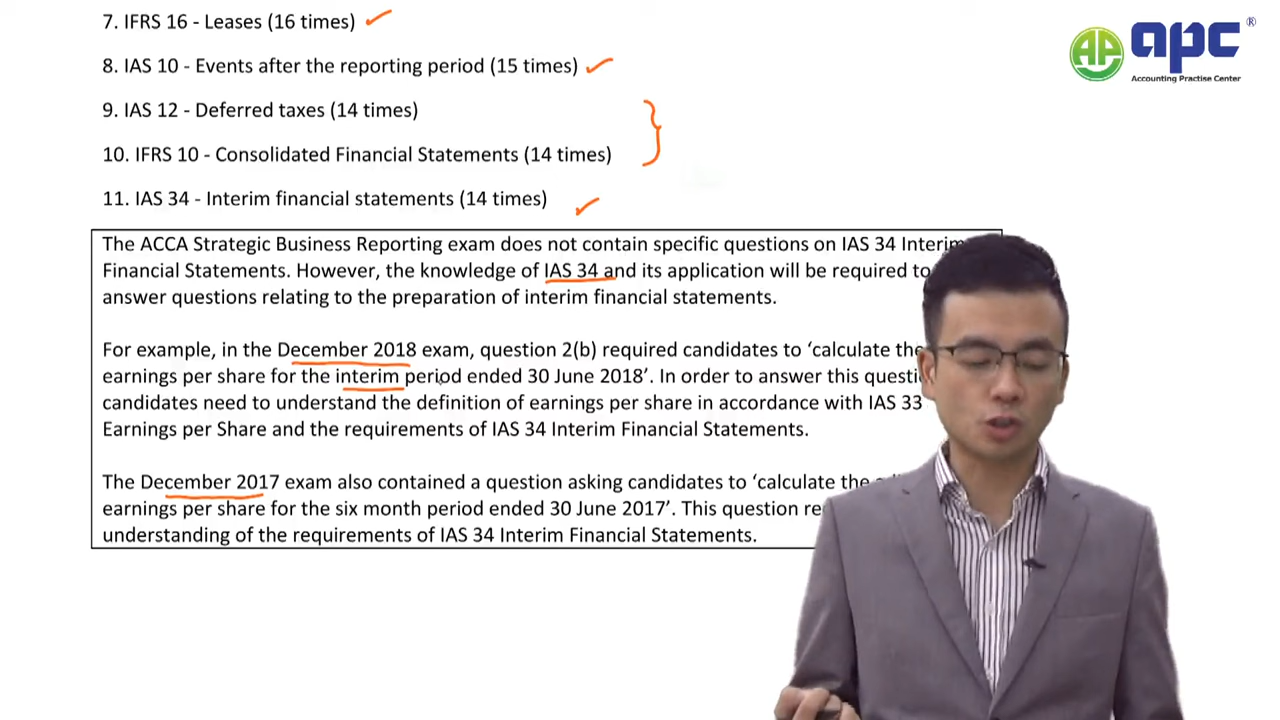 7. IFRS 16 - Leases (16 times)
8. IAS 10 - Events after the reporting period (15 times)
9. IAS 12 - Deferred taxes (14 times)
10. IFRS 10 - Consolidated Financial Statements (14 times)
11. IAS 34 - Interim financial statements (14 times)
The ACCA Strategic Business Reporting exam does not contain specific questions on IAS 34 Interim
Financial Statements. However, the knowledge of IAS 34 and its application will be required to
answer questions relating to the preparation of interim financial statements.
For example, in the December 2018 exam, question 2(b) required candidates to ‘calculate the
earnings per share for the interim period ended 30 June 2018’. In order to answer this
candidates need to understand the definition of earnings per share in accordance with IAS 33
Earnings per Share and the requirements of IAS 34 Interim Financial Statements.
The December 2017 exam also contained a question asking candidates to ‘calculate the
earnings per share for the six month period ended 30 June 2017’. This question
understanding of the requirements of IAS 34 Interim Financial Statements.
AP apc ®
Accounting Practise Center